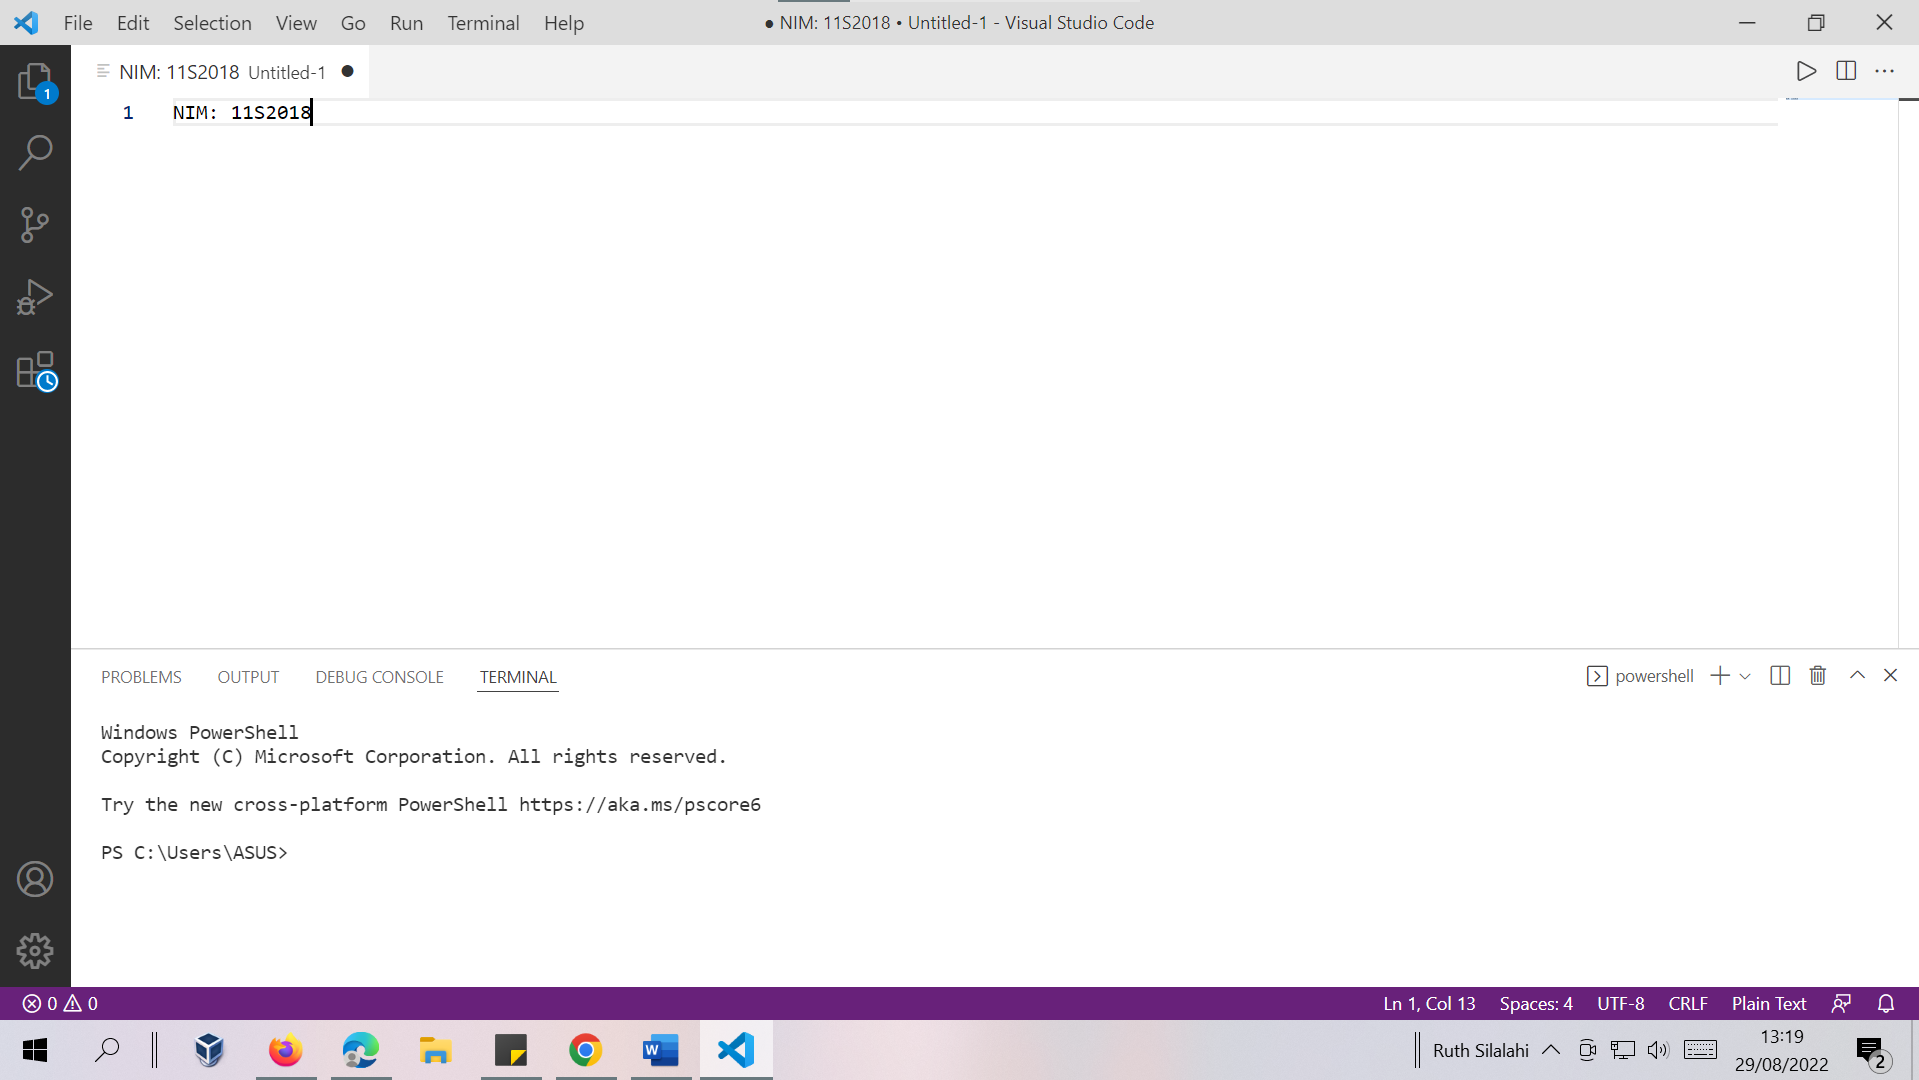 File Edit Selection View Go Run Terminal Help ● NIM: 11S2018 • Untitled-1 - Visual Studio Code
NIM: 11S2018 Untitled-1 ●
1
1 NIM: 11S2018
PROBLEMS OUTPUT DEBUG CONSOLE TERMINAL powershell
Windows PowerShell
Copyright (C) Microsoft Corporation. All rights reserved.
Try the new cross-platform PowerShell https://aka.ms/pscore6
PS C:\Users\ASUS>
0 0 Ln 1, Col 13 Spaces: 4 UTF-8 CRLF Plain Text
W Ruth Silalahi 13:19
29/08/2022 2